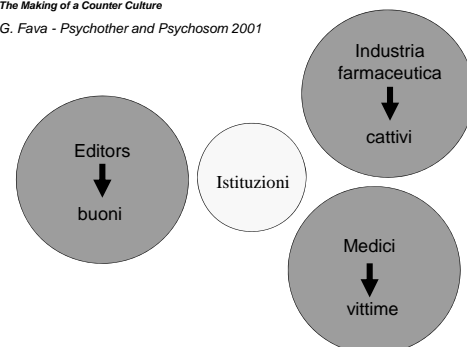 The Making of a Counter Culture
G. Fava - Psychother and Psychosom 2001
Industria
farmaceutica
cattivi
Editors
buoni
Istituzioni
Medici
vittime